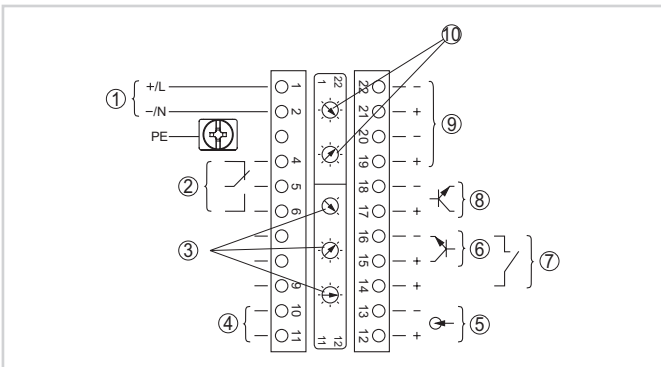 ⑩
① +/L 1 1 22 22 −
−/N 2 21 + ⑨
PE 20 −
4 19 +
② 5 18 − ⑧
6 17 +
16 − ⑥
③ 15 + ⑦
9 14 +
④ 10 13 − ⑤
11 11 12 12 +